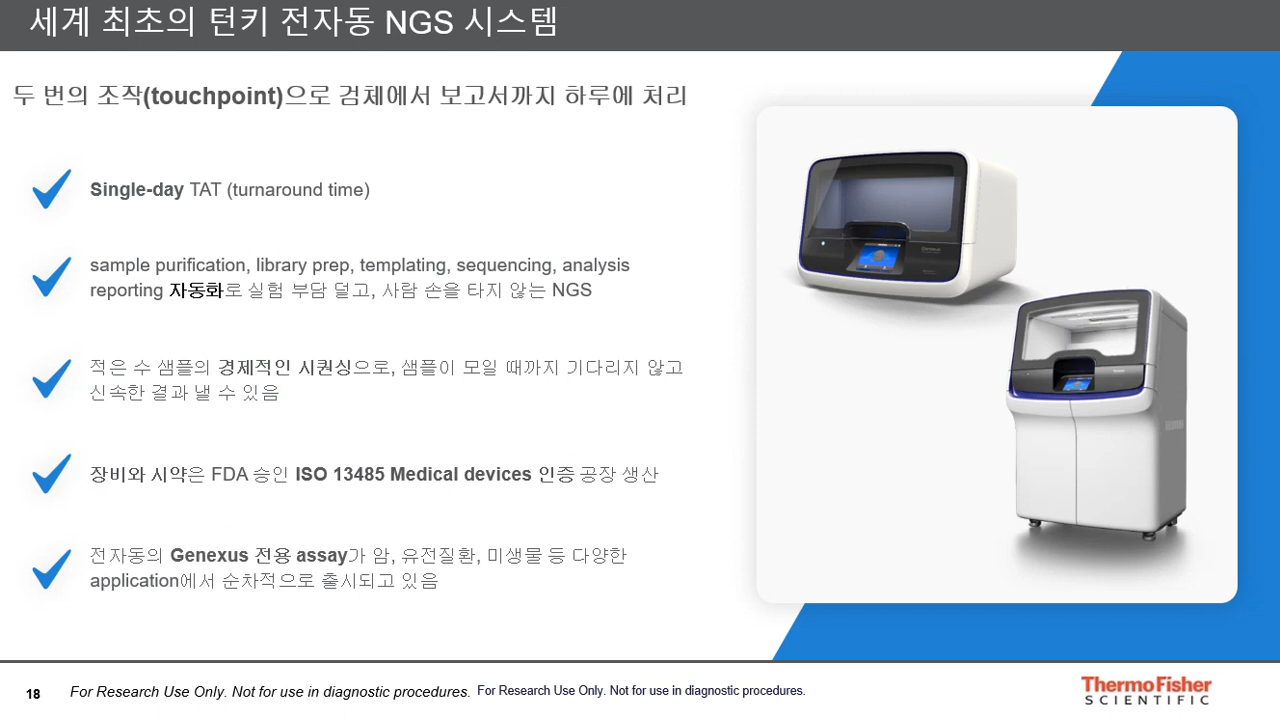 세계 최초의 턴키 전자동 NGS 시스템
두 번의 조작(touchpoint)으로 검체에서 보고서까지 하루에 처리
Single-day TAT (turnaround time)
sample purification, library prep, templating, sequencing, analysis
reporting 자동화로 실험 부담 덜고, 사람 손을 타지 않는 NGS
적은 수 샘플의 경제적인 시퀀싱으로, 샘플이 모일 때까지 기다리지 않고
신속한 결과 낼 수 있음
장비와 시약은 FDA 승인 ISO 13485 Medical devices 인증 공장 생산
전자동의 Genexus 전용 assay가 암, 유전질환, 미생물 등 다양한
application에서 순차적으로 출시되고 있음
18
For Research Use Only. Not for use in diagnostic procedures.
For Research Use Only. Not for use in diagnostic procedures.
ThermoFisher
SCIENTIFIC